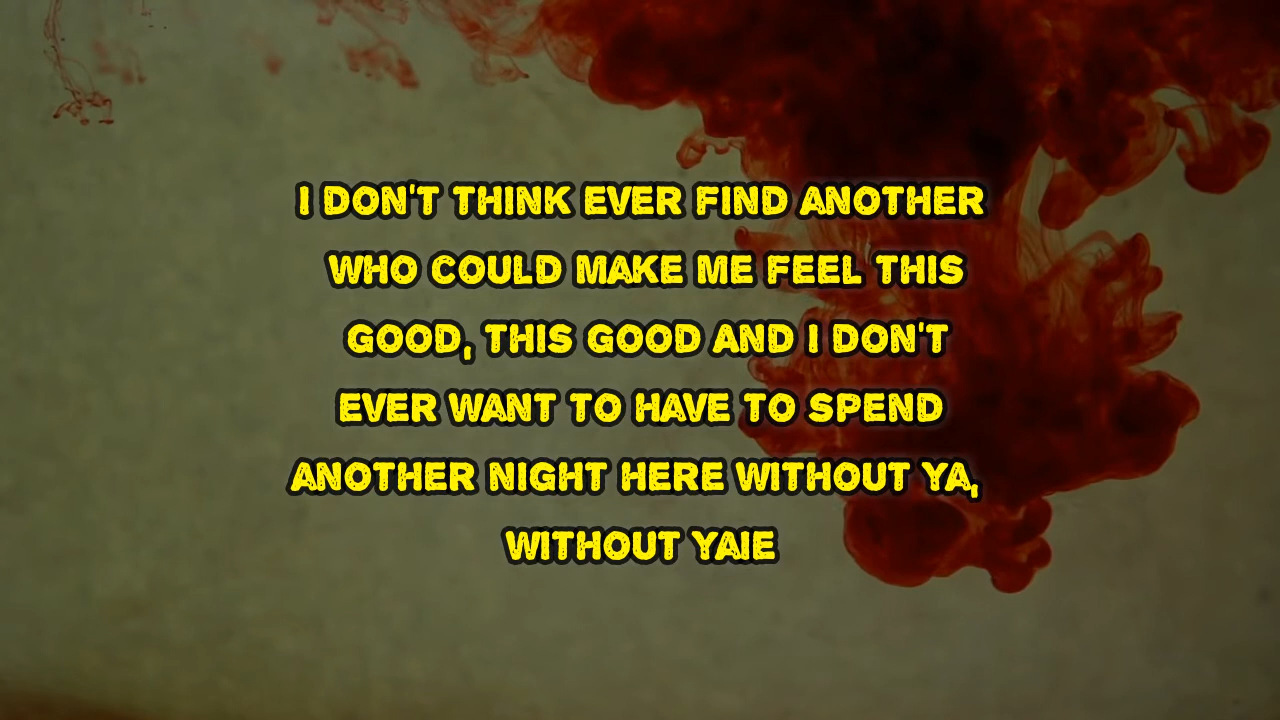 I DON'T THINK EVER FIND ANOTHER
WHO COULD MAKE ME FEEL THIS
GOOD, THIS GOOD AND I DON'T
EVER WANT TO HAVE TO SPEND
ANOTHER NIGHT HERE WITHOUT YA,
WITHOUT YAIE